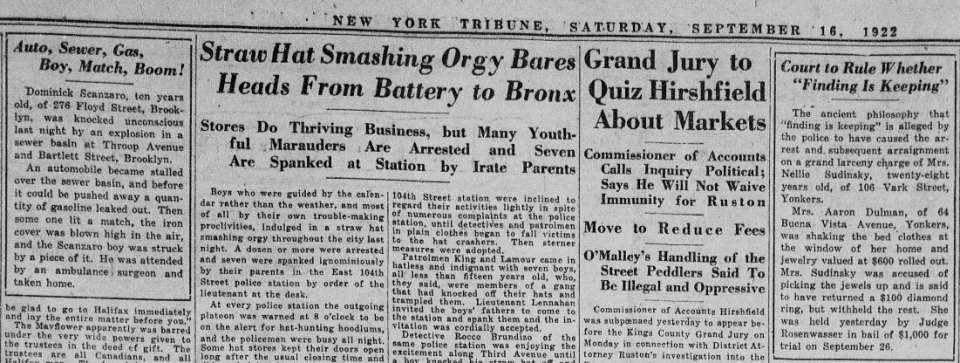 NEW YORK TRIBUNE, SATURDAY, SEPTEMBER 16, 1922
Auto, Sewer, Gas,
Boy, Match, Boom!
Dominick Scanzaro, ten years
old, of 276 Floyd Street, Brook-
lyn, was knocked unconscious
last night by an explosion in a
sewer basin at Throop Avenue
and Bartlett Street, Brooklyn.
An automobile became stalled
over the sewer basin, and before
it could be pushed away a quan-
tity of gasoline leaked out. Then
some one lit a match, the iron
cover was blown high in the air,
and the Scanzaro boy was struck
by a piece of it. He was attended
by an ambulance surgeon and
taken home.
be glad to go to Halifax immediately
and lay the entire matter before you."
The Mayflower apparently was barred
under the very wide powers given to
the trustees in the deed of gift. The
trustees are all Canadians, and all
Straw Hat Smashing Orgy Bares
Heads From Battery to Bronx
Stores Do Thriving Business, but Many Youth-
ful Marauders Are Arrested and Seven
Are Spanked at Station by Irate Parents
Boys who were guided by the calen-
dar rather than the weather, and most
of all by their own trouble-making
proclivities, indulged in a straw hat
smashing orgy throughout the city last
night. A dozen or more were arrested
and seven were spanked ignominiously
by their parents in the East 104th
Street police station by order of the
lieutenant at the desk.
At every police station the outgoing
platoon was warned at 8 o'clock to be
on the alert for hat-hunting hoodlums,
and the policemen were busy all night.
Some hat stores kept their doors open
long after the usual closing time and
104th Street station were inclined to
regard their activities lightly in spite
of numerous complaints at the police
station, until detectives and patrolmen
in plain clothes began to fall victims
to the hat crashers. Then sterner
measures were adopted.
Patrolmen King and Lamour came in
hatless and indignant with seven boys,
all less than fifteen years old, who,
they said, were members of a gang
that had knocked off their hats and
trampled them. Lieutenant Lennahan
invited the boys' fathers to come to
the station and spank them and the in-
vitation was cordially accepted.
Detective Rocco Brundizo of the
same police station was enjoying the
excitement along Third Avenue until
a boy knocked his straw hat off and
Grand Jury to
Quiz Hirshfield
About Markets
Commissioner of Accounts
Calls Inquiry Political;
Says He Will Not Waive
Immunity for Ruston
Move to Reduce Fees
O'Malley's Handling of the
Street Peddlers Said To
Be Illegal and Oppressive
Commissioner of Accounts Hirshfield
was subpœnaed yesterday to appear be-
fore the Kings County Grand Jury on
Monday in connection with District At-
torney Ruston's investigation into the
Court to Rule Whether
"Finding Is Keeping"
The ancient philosophy that
"finding is keeping" is alleged by
the police to have caused the ar-
rest and subsequent arraignment
on a grand larceny charge of Mrs.
Nellie Sudinsky, twenty-eight
years old, of 106 Vark Street,
Yonkers.
Mrs. Aaron Dulman, of 64
Buena Vista Avenue, Yonkers,
was shaking the bed clothes at
the window of her home and
jewelry valued at $600 rolled out.
Mrs. Sudinsky was accused of
picking the jewels up and is said
to have returned a $100 diamond
ring, but withheld the rest. She
was held yesterday by Judge
Rosenwasser in bail of $1,000 for
trial on September 26.